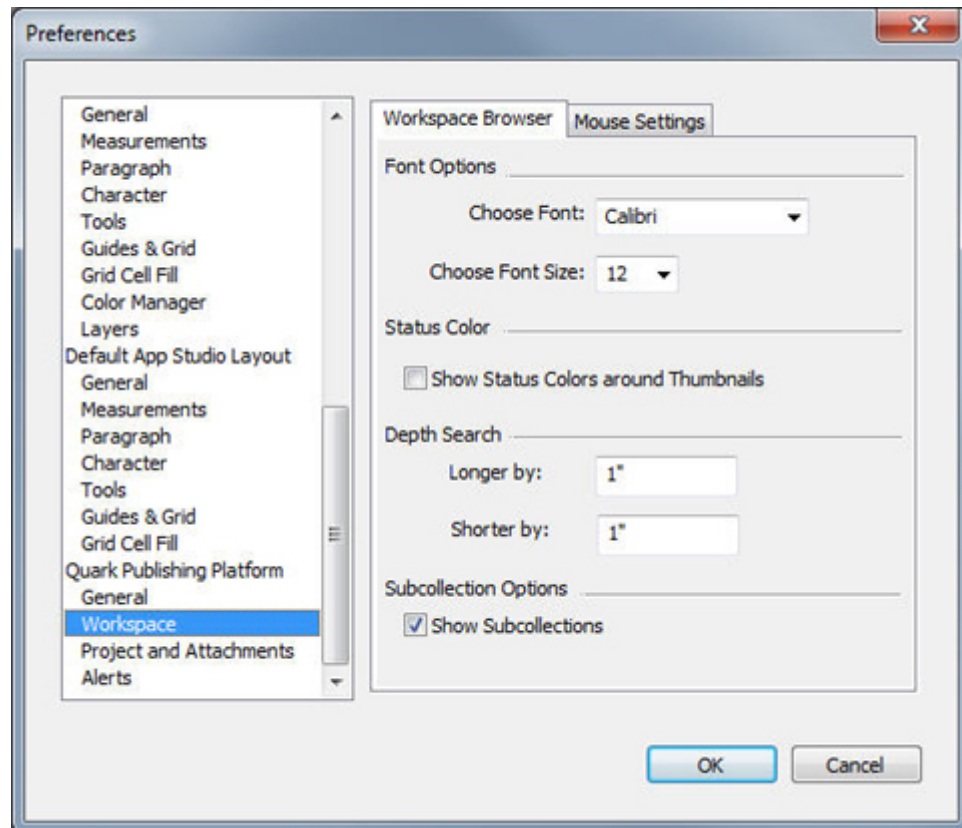 Preferences
General
Measurements
Paragraph
Character
Tools
Guides & Grid
Grid Cell Fill
Color Manager
Layers
Default App Studio Layout
General
Measurements
Paragraph
Character
Tools
Guides & Grid
Grid Cell Fill
Quark Publishing Platform
General
Workspace
Project and Attachments
Alerts
Workspace Browser
Mouse Settings
Font Options
Choose Font: Calibri
Choose Font Size: 12
Status Color
Show Status Colors around Thumbnails
Depth Search
Longer by: 1"
Shorter by: 1"
Subcollection Options
Show Subcollections
OK
Cancel